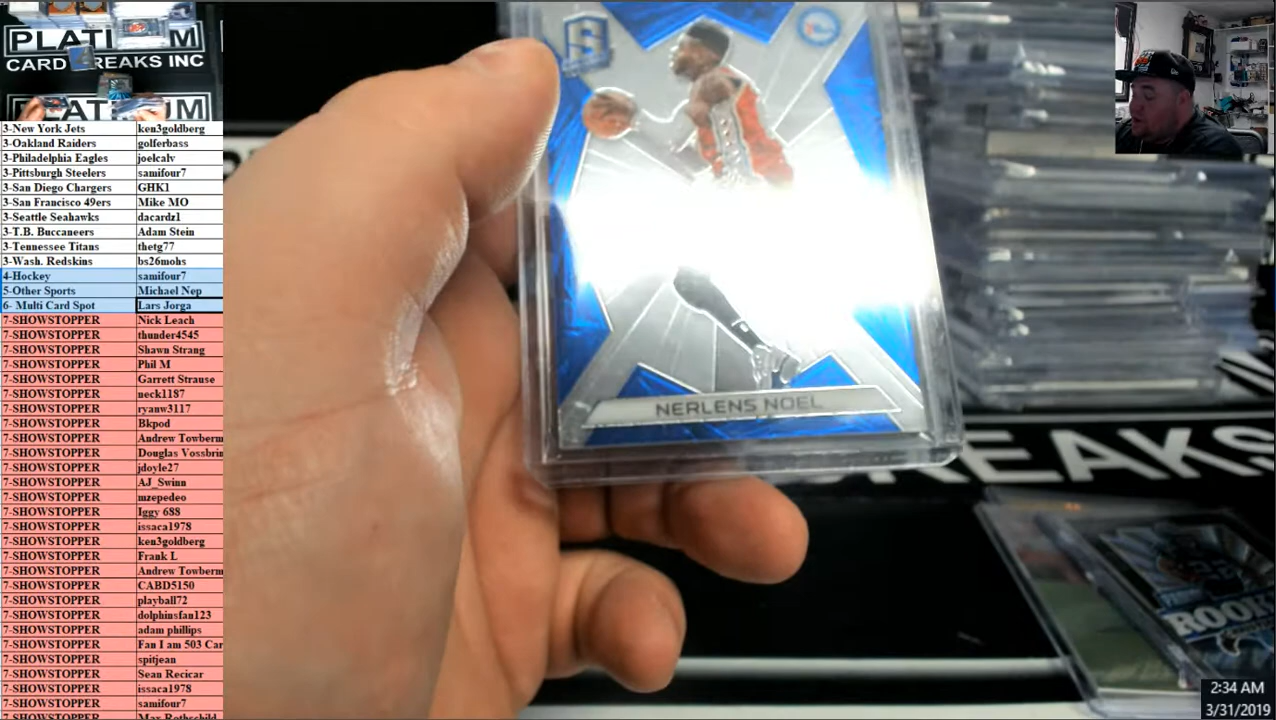 PLATINUM
CARD BREAKS INC
PLATINUM
3-New York Jets ken3goldberg
3-Oakland Raiders golferbass
3-Philadelphia Eagles joelcalv
3-Pittsburgh Steelers samifour7
3-San Diego Chargers GHK1
3-San Francisco 49ers Mike MO
3-Seattle Seahawks dacardz1
3-T.B. Buccaneers Adam Stein
3-Tennessee Titans thetg77
3-Wash. Redskins bs26mohs
4-Hockey samifour7
5-Other Sports Michael Nep
6- Multi Card Spot Lars Jorga
7-SHOWSTOPPER Nick Leach
7-SHOWSTOPPER thunder4545
7-SHOWSTOPPER Shawn Strang
7-SHOWSTOPPER Phil M
7-SHOWSTOPPER Garrett Strause
7-SHOWSTOPPER neck1187
7-SHOWSTOPPER ryanw3117
7-SHOWSTOPPER Bkpod
7-SHOWSTOPPER Andrew Towberm
7-SHOWSTOPPER Douglas Vossbrin
7-SHOWSTOPPER jdoyle27
7-SHOWSTOPPER AJ_Swinn
7-SHOWSTOPPER mzepedeo
7-SHOWSTOPPER Iggy 688
7-SHOWSTOPPER issaca1978
7-SHOWSTOPPER ken3goldberg
7-SHOWSTOPPER Frank L
7-SHOWSTOPPER Andrew Towberm
7-SHOWSTOPPER CABD5150
7-SHOWSTOPPER playball72
7-SHOWSTOPPER dolphinsfan123
7-SHOWSTOPPER adam phillips
7-SHOWSTOPPER Fan I am 503 Car
7-SHOWSTOPPER spitjean
7-SHOWSTOPPER Sean Recicar
7-SHOWSTOPPER issaca1978
7-SHOWSTOPPER samifour7
7-SHOWSTOPPER Max Rothschild
S
NERLENS NOEL
REAKS
ROOK
2:34 AM
3/31/2019